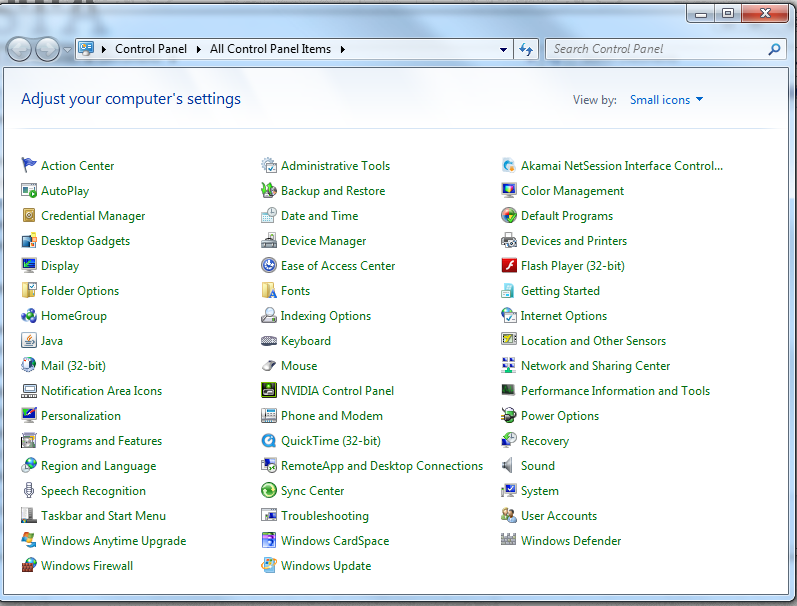 Control Panel All Control Panel Items Search Control Panel
Adjust your computer's settings View by: Small icons
Action Center Administrative Tools Akamai NetSession Interface Control...
AutoPlay Backup and Restore Color Management
Credential Manager Date and Time Default Programs
Desktop Gadgets Device Manager Devices and Printers
Display Ease of Access Center Flash Player (32-bit)
Folder Options Fonts Getting Started
HomeGroup Indexing Options Internet Options
Java Keyboard Location and Other Sensors
Mail (32-bit) Mouse Network and Sharing Center
Notification Area Icons NVIDIA Control Panel Performance Information and Tools
Personalization Phone and Modem Power Options
Programs and Features QuickTime (32-bit) Recovery
Region and Language RemoteApp and Desktop Connections Sound
Speech Recognition Sync Center System
Taskbar and Start Menu Troubleshooting User Accounts
Windows Anytime Upgrade Windows CardSpace Windows Defender
Windows Firewall Windows Update